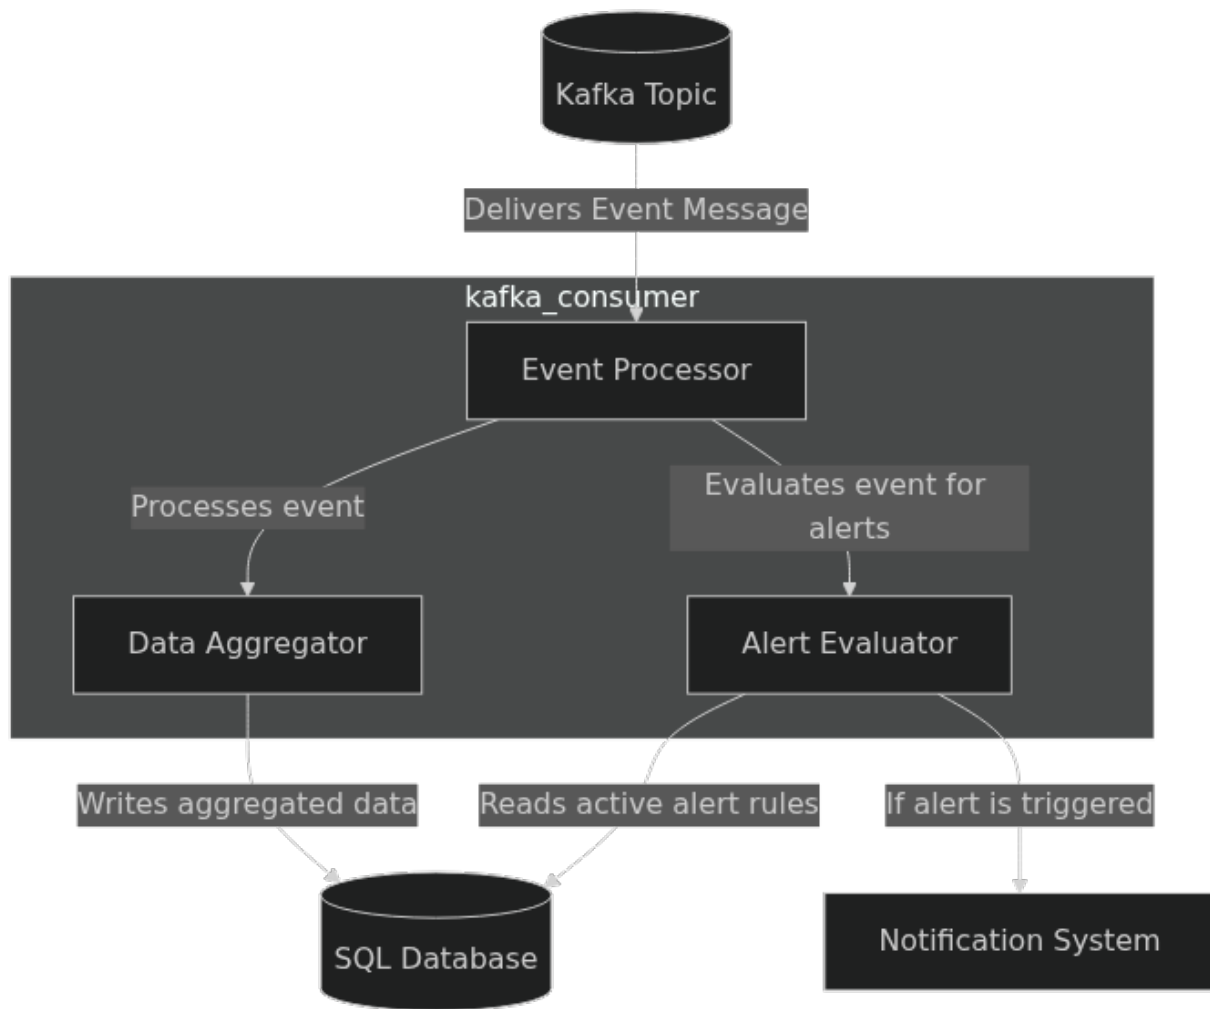 Kafka Topic
Delivers Event Message
kafka_consumer
Event Processor
Processes event
Evaluates event for
alerts
Data Aggregator
Alert Evaluator
Writes aggregated data
Reads active alert rules
If alert is triggered
SQL Database
Notification System